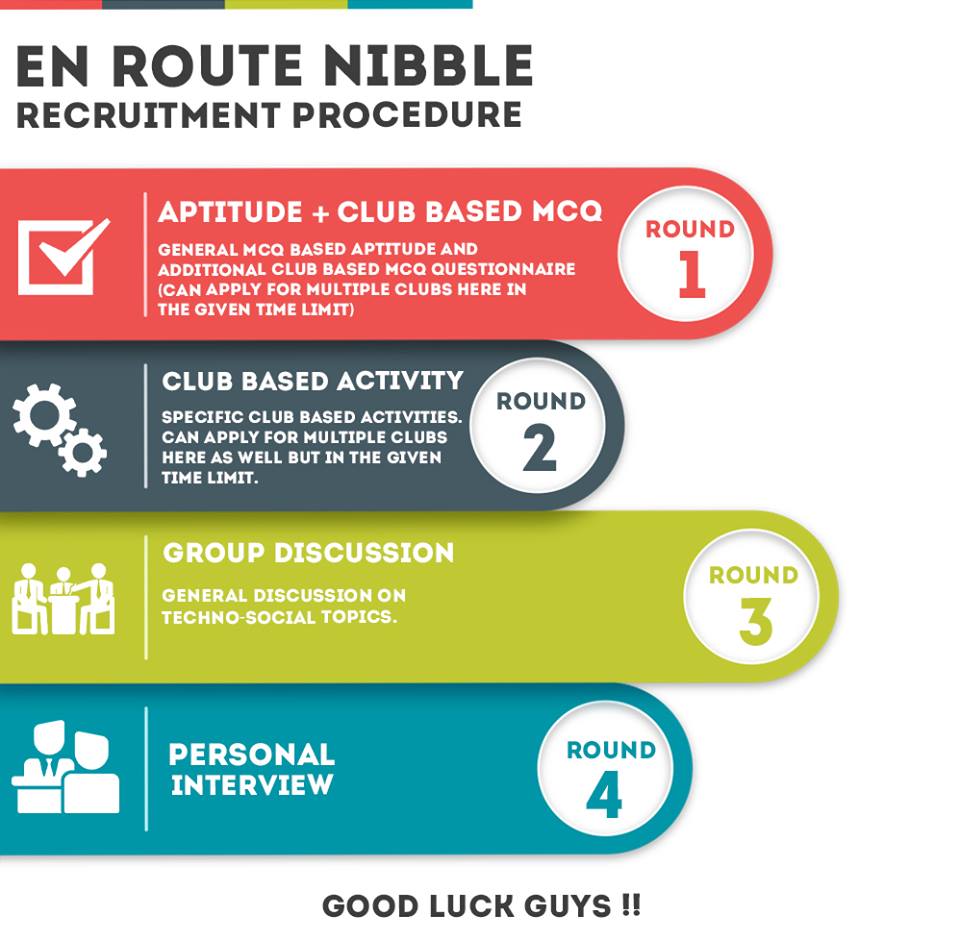 EN ROUTE NIBBLE
RECRUITMENT PROCEDURE
APTITUDE + CLUB BASED MCQ
GENERAL MCQ BASED APTITUDE AND
ADDITIONAL CLUB BASED MCQ QUESTIONNAIRE
(CAN APPLY FOR MULTIPLE CLUBS HERE IN
THE GIVEN TIME LIMIT)
ROUND
1
CLUB BASED ACTIVITY
SPECIFIC CLUB BASED ACTIVITIES.
CAN APPLY FOR MULTIPLE CLUBS
HERE AS WELL BUT IN THE GIVEN
TIME LIMIT.
ROUND
2
GROUP DISCUSSION
GENERAL DISCUSSION ON
TECHNO-SOCIAL TOPICS.
ROUND
3
PERSONAL
INTERVIEW
ROUND
4
GOOD LUCK GUYS !!